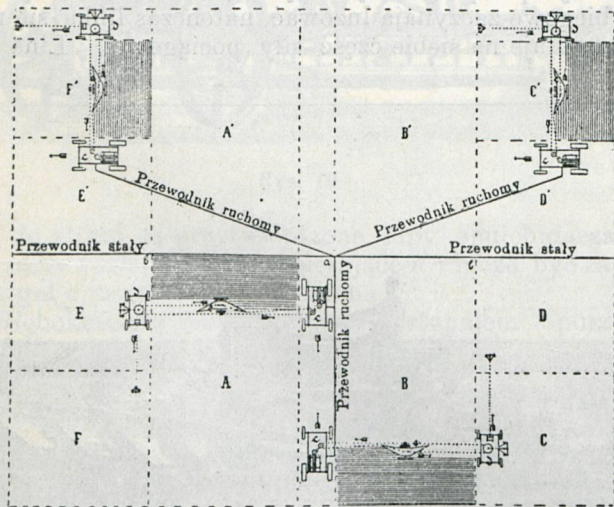 F' A' B' C'
E' D'
Przewodnik ruchomy
Przewodnik ruchomy
Przewodnik stały
Przewodnik stały
Przewodnik ruchomy
E D
A B
F C